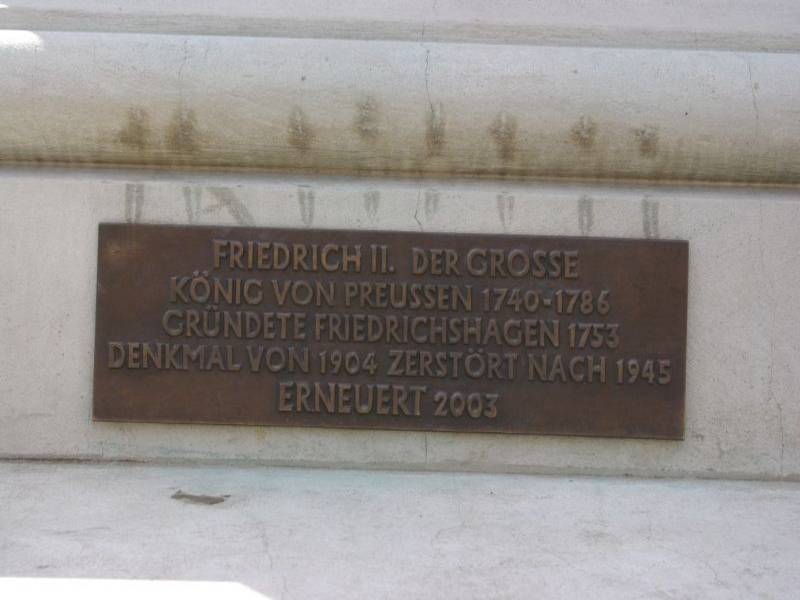 FRIEDRICH II. DER GROSSE
KÖNIG VON PREUSSEN 1740-1786
GRÜNDETE FRIEDRICHSHAGEN 1753
DENKMAL VON 1904 ZERSTÖRT NACH 1945
ERNEUERT 2003